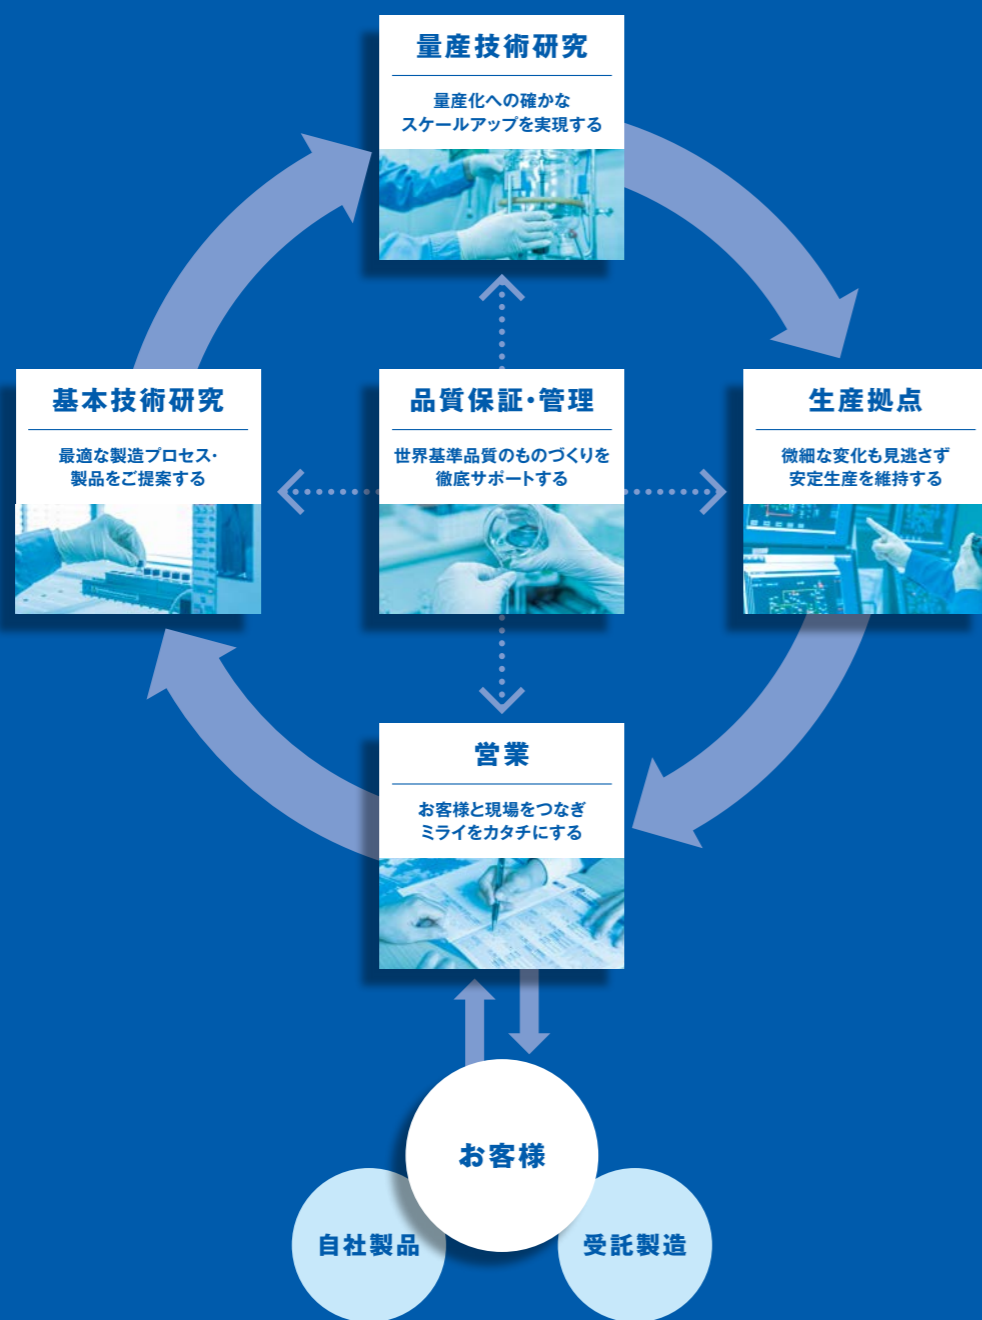 量産技術研究
量産化への確かな
スケールアップを実現する
基本技術研究
最適な製造プロセス・
製品をご提案する
品質保証・管理
世界基準品質のものづくりを
徹底サポートする
生産拠点
微細な変化も見逃さず
安定生産を維持する
営業
お客様と現場をつなぎ
ミライをカタチにする
お客様
自社製品
受託製造